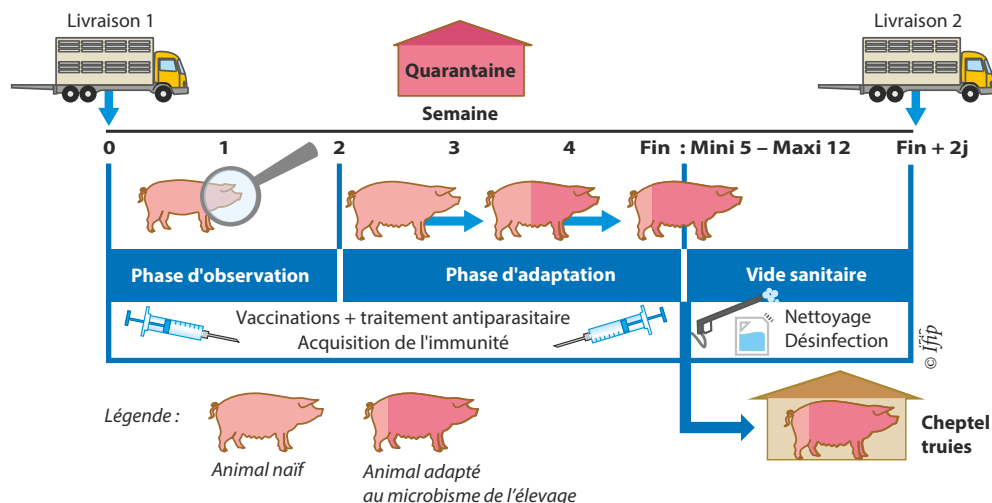 Livraison 1
Livraison 2
Quarantaine
Semaine
0 1 2 3 4 Fin : Mini 5 – Maxi 12 Fin + 2j
Phase d'observation
Phase d'adaptation
Vide sanitaire
Vaccinations + traitement antiparasitaire
Acquisition de l'immunité
Nettoyage
Désinfection
© Ifip
Légende :
Animal naïf
Animal adapté
au microbisme de l'élevage
Cheptel
truies